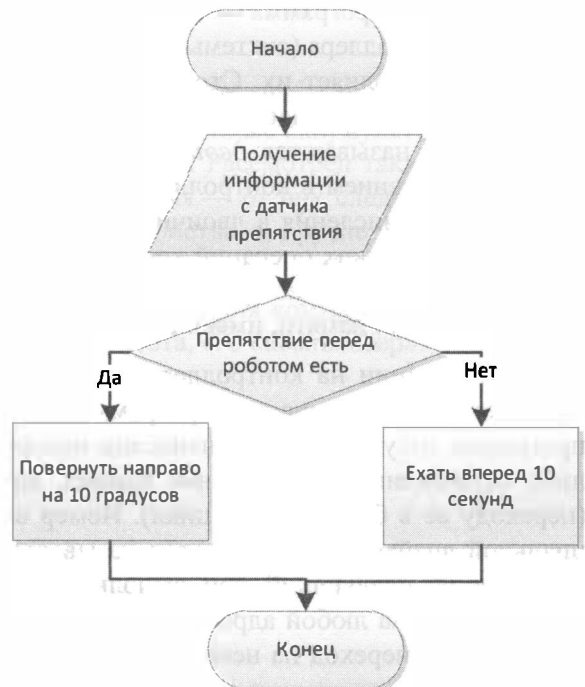 Начало
Получение
информации
с датчика
препятствия
Препятствие перед
роботом есть
Да
Нет
Повернуть направо
на 10 градусов
Ехать вперед 10
секунд
Конец